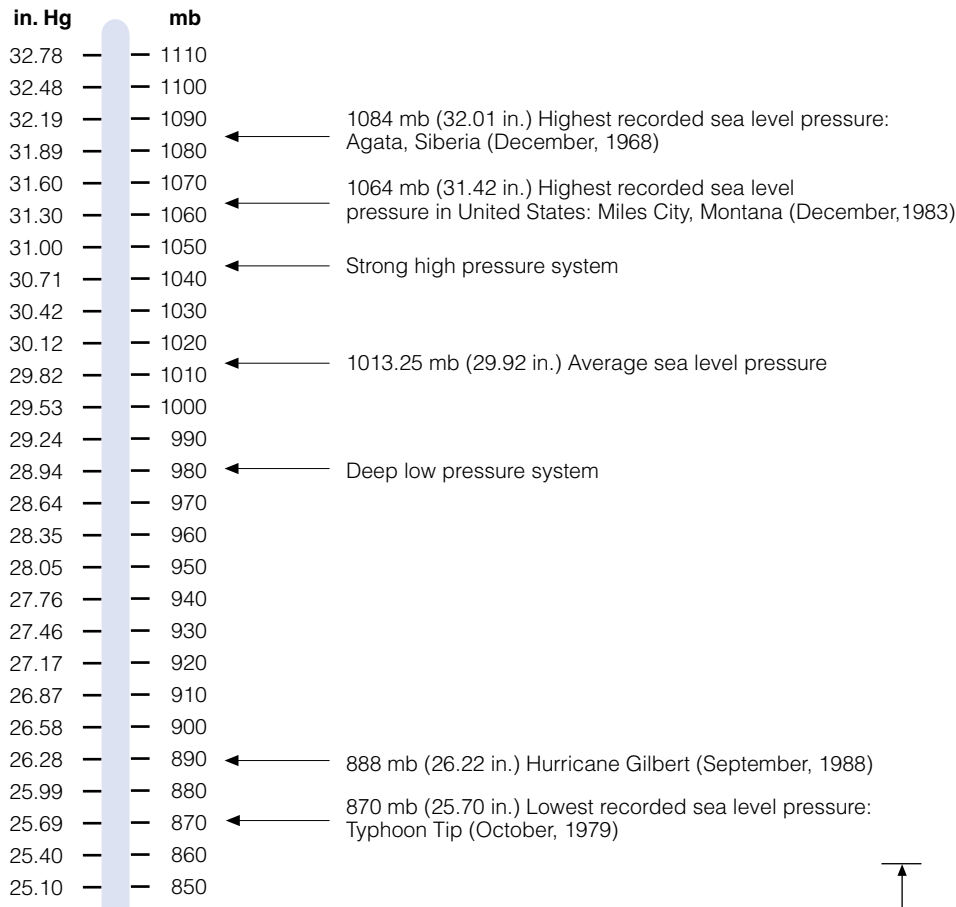 in. Hg mb
32.78 1110
32.48 1100
32.19 1090
1084 mb (32.01 in.) Highest recorded sea level pressure:
Agata, Siberia (December, 1968)
31.89 1080
31.60 1070
1064 mb (31.42 in.) Highest recorded sea level
pressure in United States: Miles City, Montana (December,1983)
31.30 1060
31.00 1050
Strong high pressure system
30.71 1040
30.42 1030
30.12 1020
1013.25 mb (29.92 in.) Average sea level pressure
29.82 1010
29.53 1000
29.24 990
28.94 980 Deep low pressure system
28.64 970
28.35 960
28.05 950
27.76 940
27.46 930
27.17 920
26.87 910
26.58 900
26.28 890 888 mb (26.22 in.) Hurricane Gilbert (September, 1988)
25.99 880
870 mb (25.70 in.) Lowest recorded sea level pressure:
Typhoon Tip (October, 1979)
25.69 870
25.40 860
25.10 850